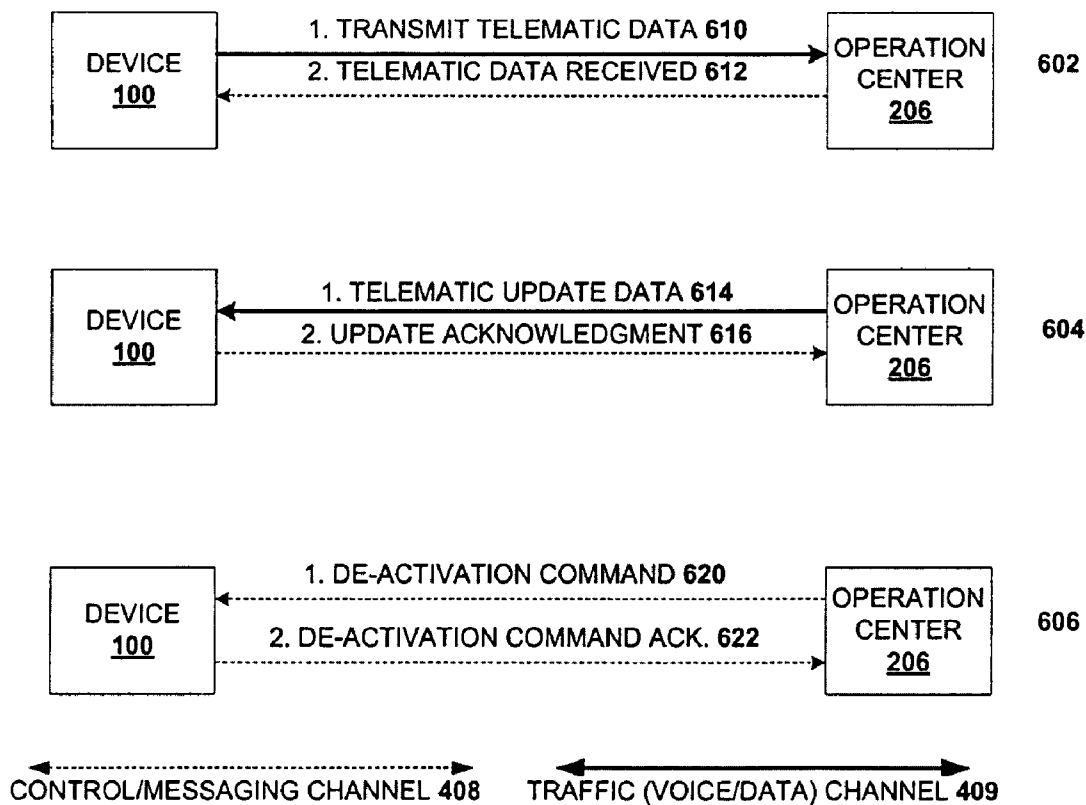 1. TRANSMIT TELEMATIC DATA 610
DEVICE
100
2. TELEMATIC DATA RECEIVED 612
OPERATION
CENTER
206
602
1. TELEMATIC UPDATE DATA 614
DEVICE
100
2. UPDATE ACKNOWLEDGMENT 616
OPERATION
CENTER
206
604
1. DE-ACTIVATION COMMAND 620
DEVICE
100
2. DE-ACTIVATION COMMAND ACK. 622
OPERATION
CENTER
206
606
CONTROL/MESSAGING CHANNEL 408
TRAFFIC (VOICE/DATA) CHANNEL 409